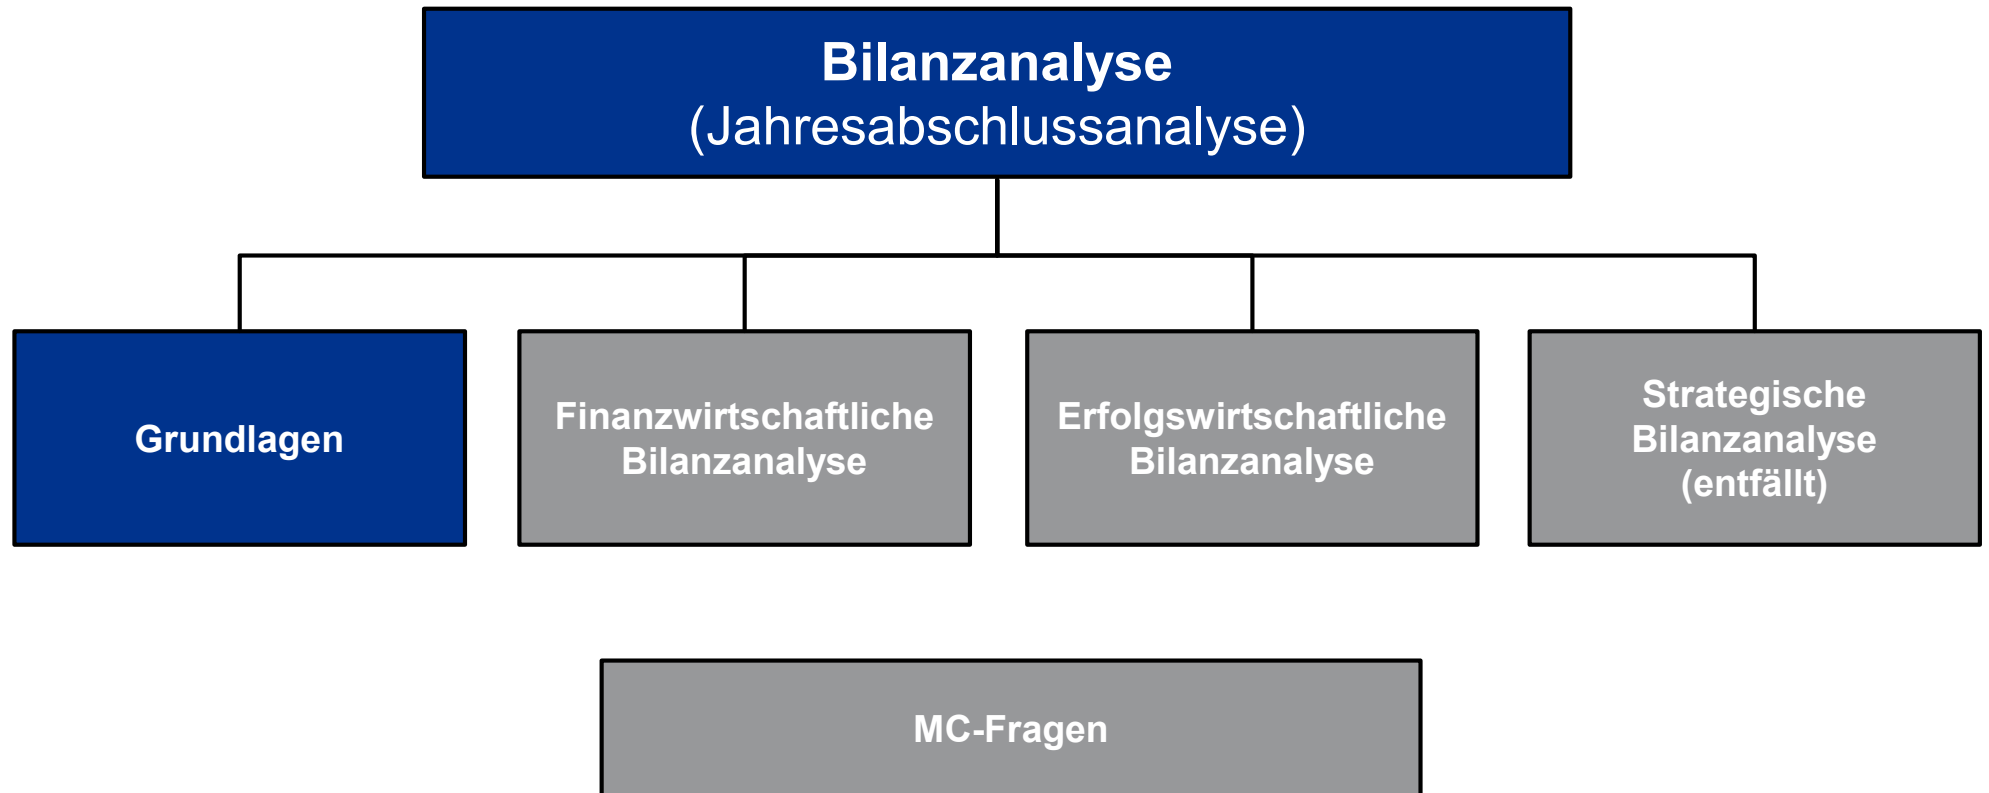 Bilanzanalyse
(Jahresabschlussanalyse)
Grundlagen
Finanzwirtschaftliche
Bilanzanalyse
Erfolgswirtschaftliche
Bilanzanalyse
Strategische
Bilanzanalyse
(entfällt)
MC-Fragen